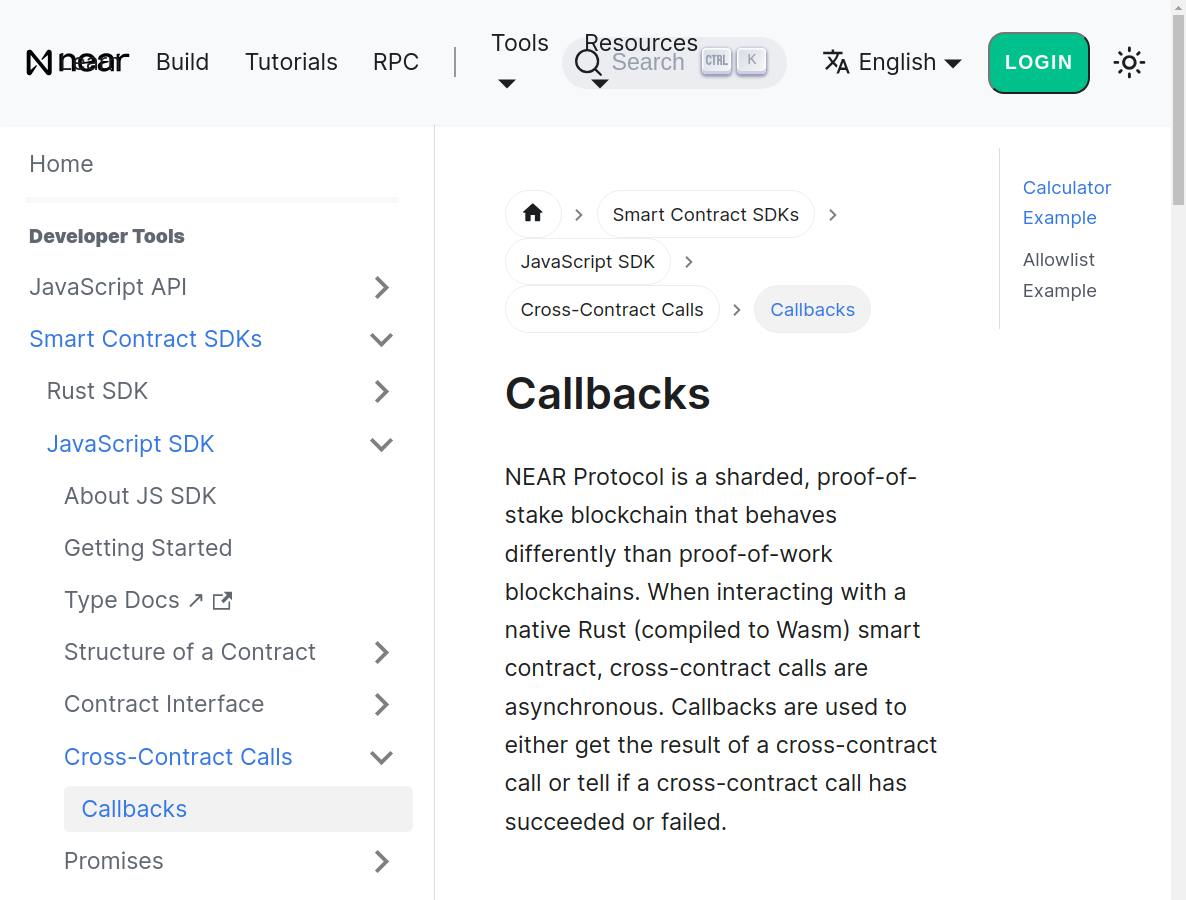 near
Learn
Build
Tutorials
RPC
Tools
Resources
Search
CTRL
K
English
LOGIN
Home
Developer Tools
JavaScript API
Smart Contract SDKs
Rust SDK
JavaScript SDK
About JS SDK
Getting Started
Type Docs ↗
Structure of a Contract
Contract Interface
Cross-Contract Calls
Callbacks
Promises
Smart Contract SDKs
JavaScript SDK
Cross-Contract Calls
Callbacks
Callbacks
NEAR Protocol is a sharded, proof-of-
stake blockchain that behaves
differently than proof-of-work
blockchains. When interacting with a
native Rust (compiled to Wasm) smart
contract, cross-contract calls are
asynchronous. Callbacks are used to
either get the result of a cross-contract
call or tell if a cross-contract call has
succeeded or failed.
Calculator
Example
Allowlist
Example